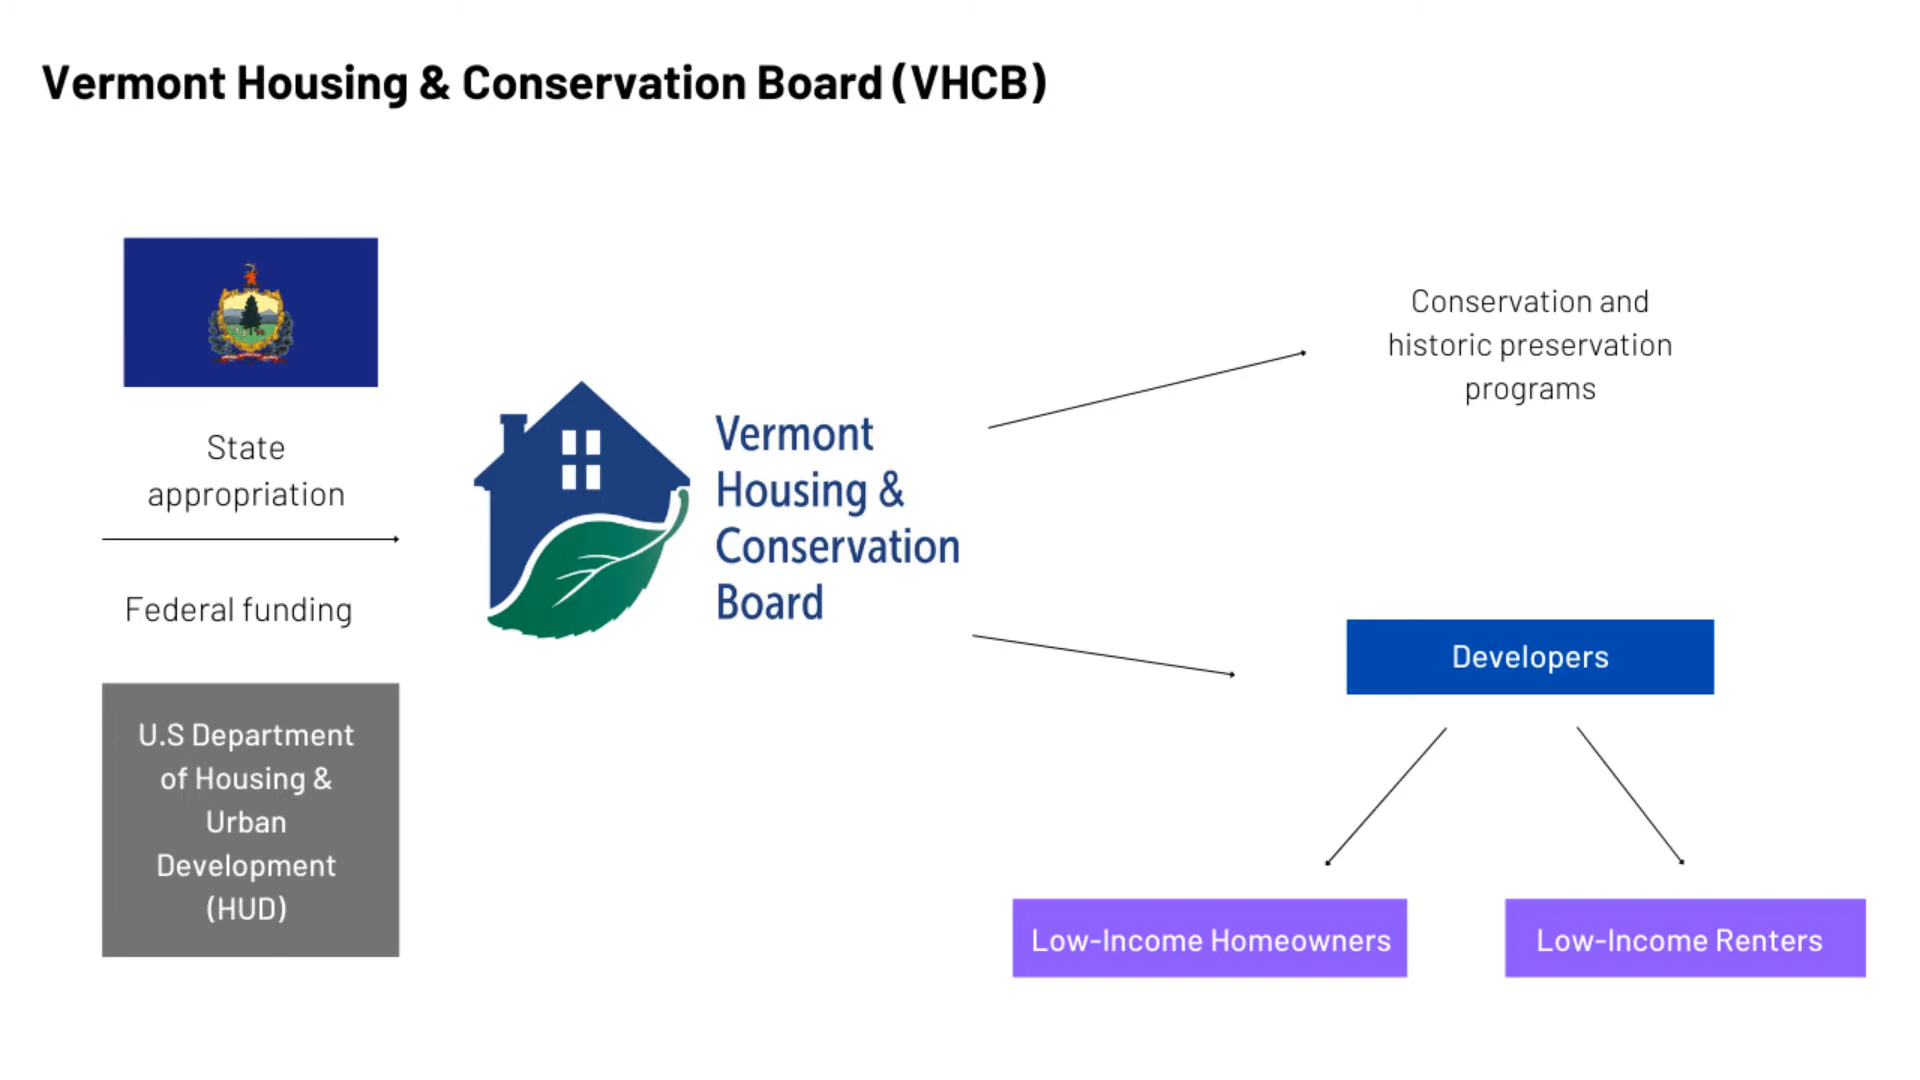 Vermont Housing & Conservation Board (VHCB)
State
appropriation
Federal funding
U.S Department
of Housing &
Urban
Development
(HUD)
Vermont
Housing &
Conservation
Board
Conservation and
historic preservation
programs
Developers
Low-Income Homeowners
Low-Income Renters